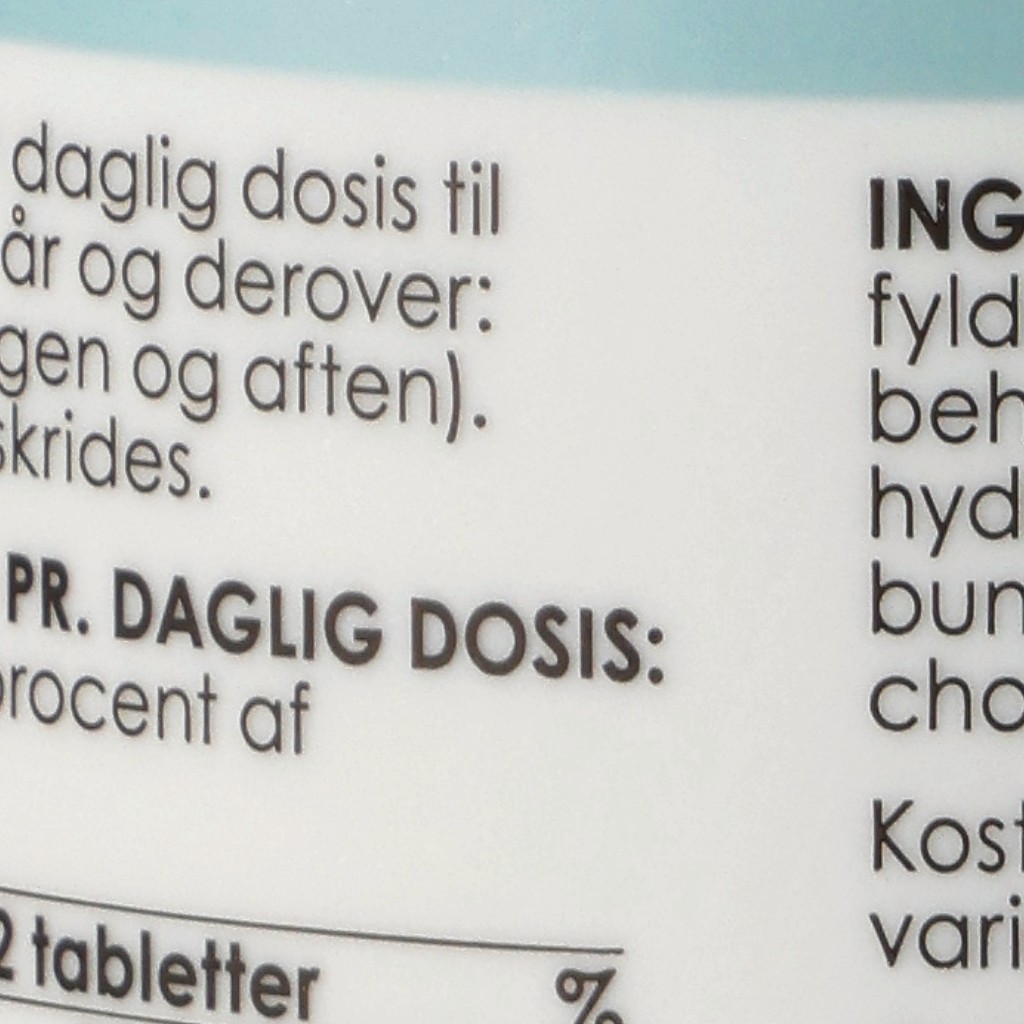 daglig dosis til
år og derover:
gen og aften).
skrides.
PR. DAGLIG DOSIS:
procent af
2 tabletter %
ING
fyld
beh
hyd
bun
cho
Kost
vari